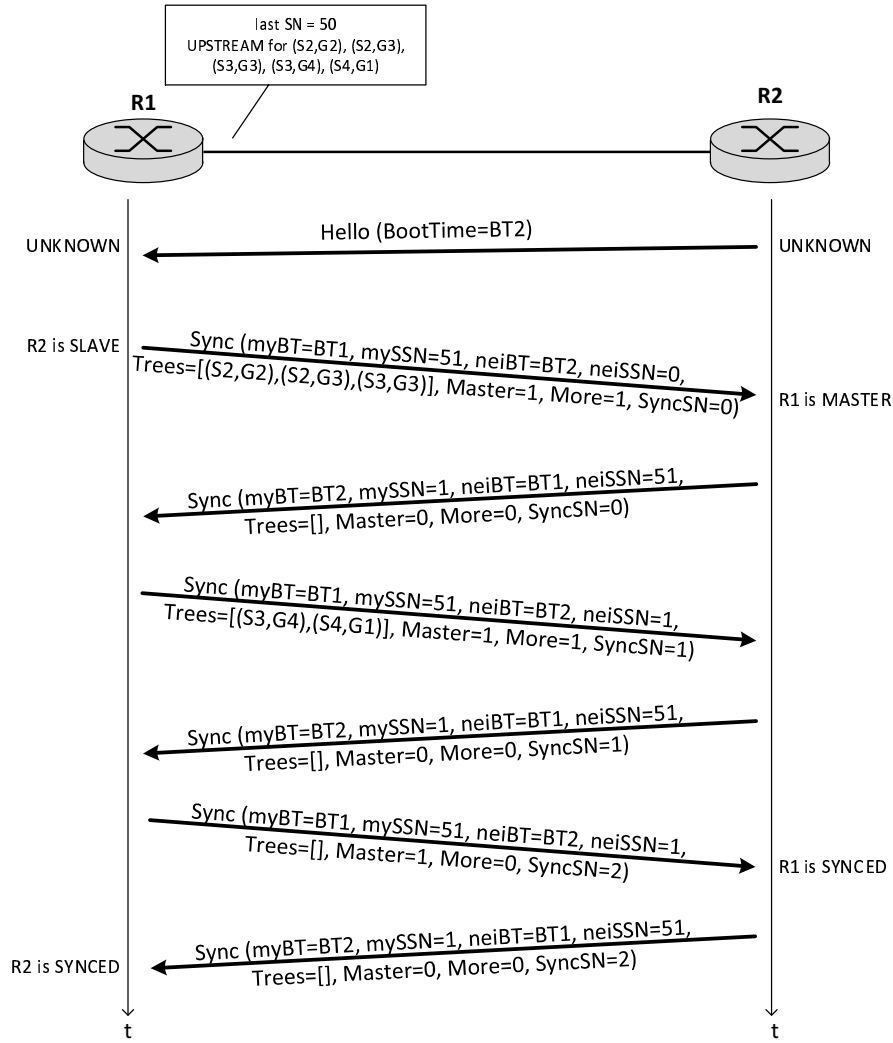 last SN = 50
UPSTREAM for (S2,G2), (S2,G3),
(S3,G3), (S3,G4), (S4,G1)
R1
R2
Hello (BootTime=BT2)
UNKNOWN
UNKNOWN
R2 is SLAVE
Sync (myBT=BT1, mySSN=51, neiBT=BT2, neiSSN=0,
Trees=[(S2,G2),(S2,G3),(S3,G3)], Master=1, More=1, SyncSN=0)
R1 is MASTER
Sync (myBT=BT2, mySSN=1, neiBT=BT1, neiSSN=51,
Trees=[], Master=0, More=0, SyncSN=0)
Sync (myBT=BT1, mySSN=51, neiBT=BT2, neiSSN=1,
Trees=[(S3,G4),(S4,G1)], Master=1, More=1, SyncSN=1)
Sync (myBT=BT2, mySSN=1, neiBT=BT1, neiSSN=51,
Trees=[], Master=0, More=0, SyncSN=1)
Sync (myBT=BT1, mySSN=51, neiBT=BT2, neiSSN=1,
Trees=[], Master=1, More=0, SyncSN=2)
R1 is SYNCED
Sync (myBT=BT2, mySSN=1, neiBT=BT1, neiSSN=51,
Trees=[], Master=0, More=0, SyncSN=2)
R2 is SYNCED
t
t